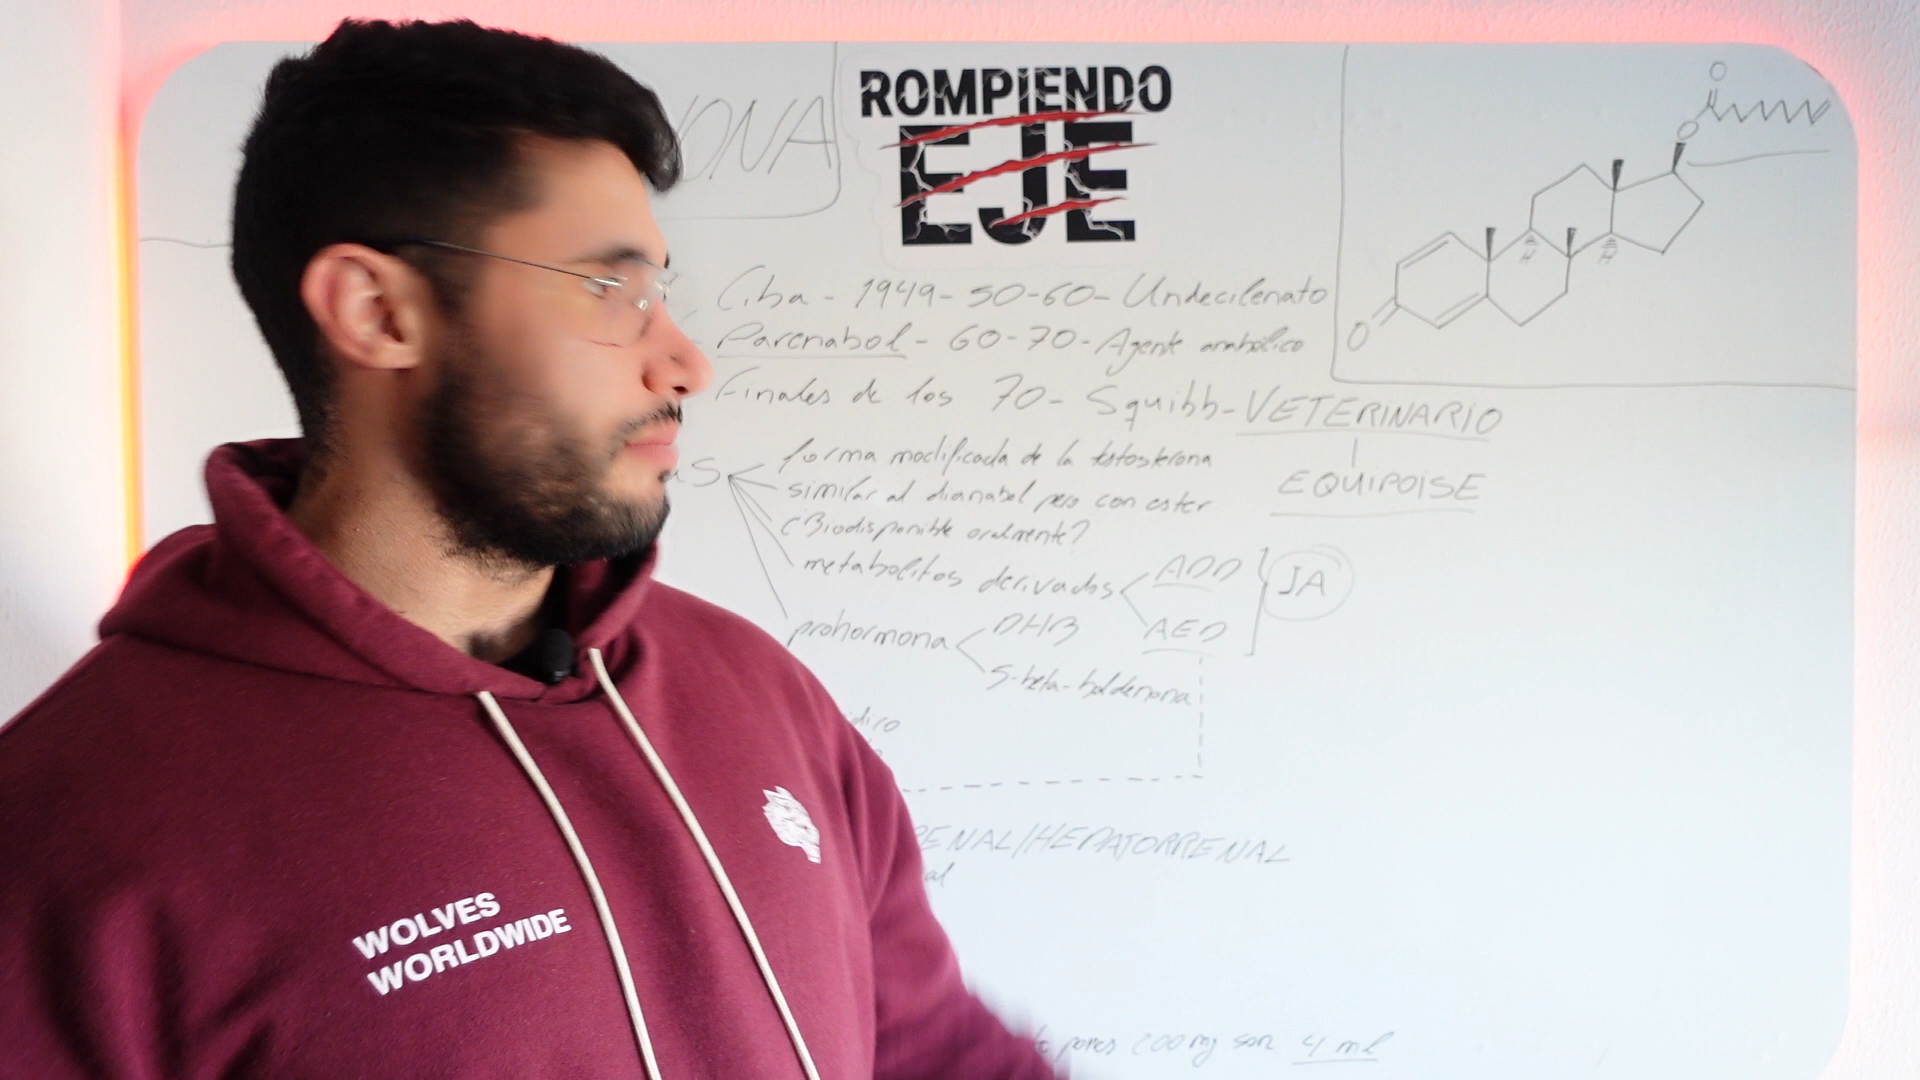 ONA
ROMPIENDO
EJE
Ciba - 1949 - 50-60 - Undecilenato
Parenabol - 60-70 - Agente anabólico
Finales de los 70 - Squibb - VETERINARIO
EQUIPOISE
forma modificada de la testosterona
similar al dianabol pero con ester
¿Biodisponible oralmente?
metabolitos derivados
ADD
AED
IA
prohormona
DHB
5-beta-boldenona
RENAL/HEPATORRENAL
al
200 mg son 4 ml
O
O
O
H
H
WOLVES
WORLDWIDE